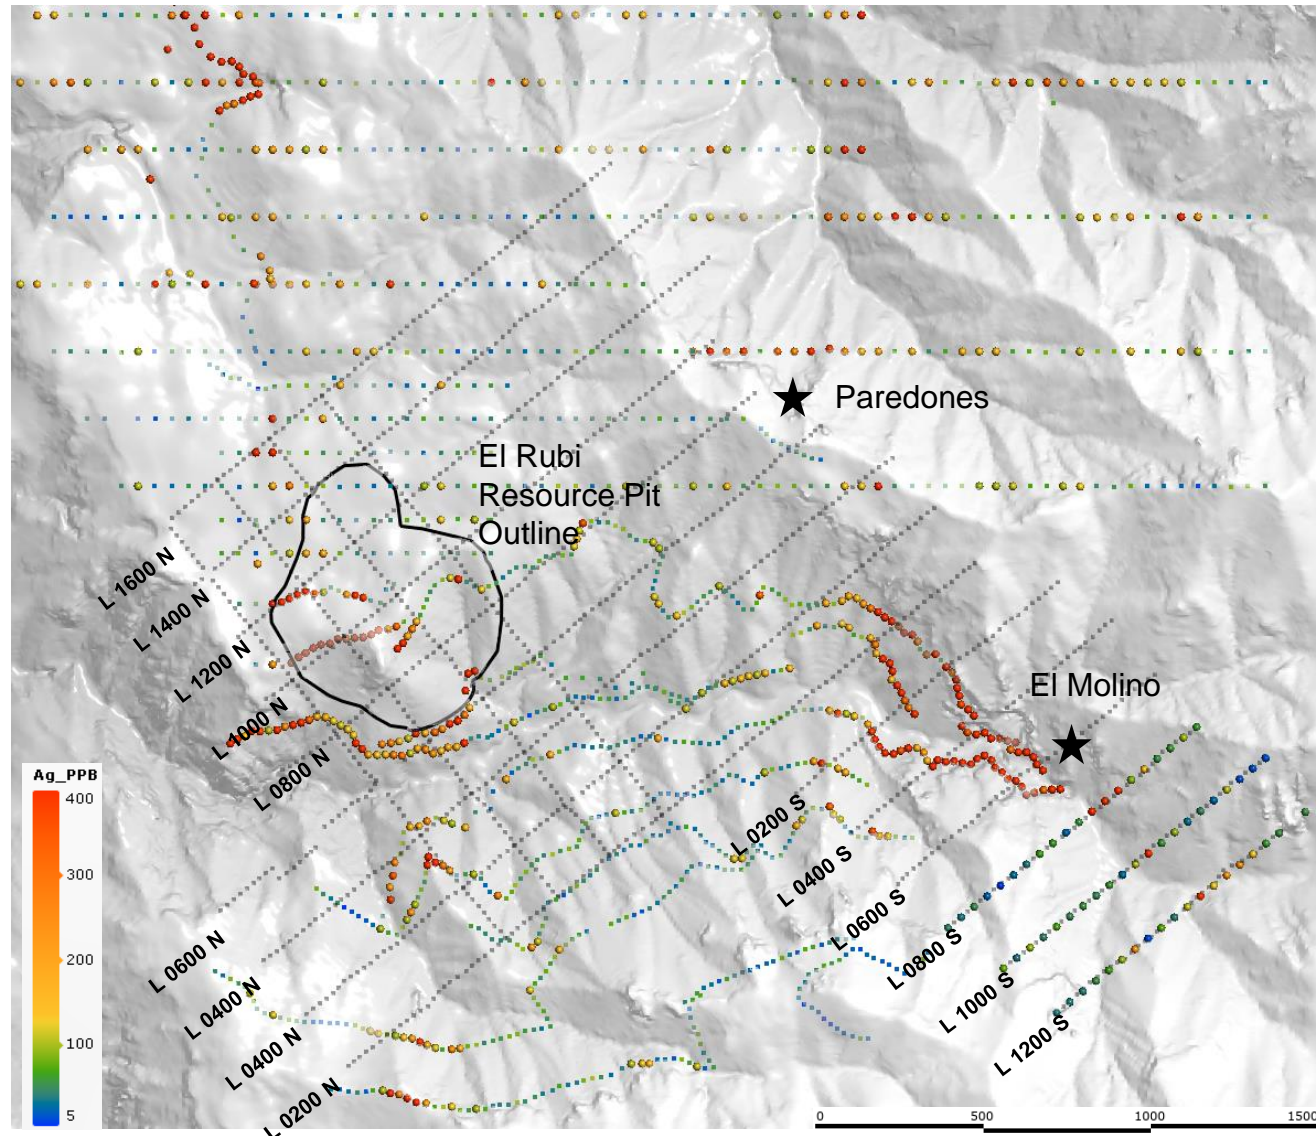 Paredones
El Rubi
Resource Pit
Outline
L 1600 N
L 1400 N
L 1200 N
L 1000 N
L 0800 N
El Molino
Ag_PPB
400
300
200
100
5
L 0200 S
L 0400 S
L 0600 S
L 0800 S
L 1000 S
L 1200 S
L 0600 N
L 0400 N
L 0400 N
L 0200 N
0 500 1000 1500